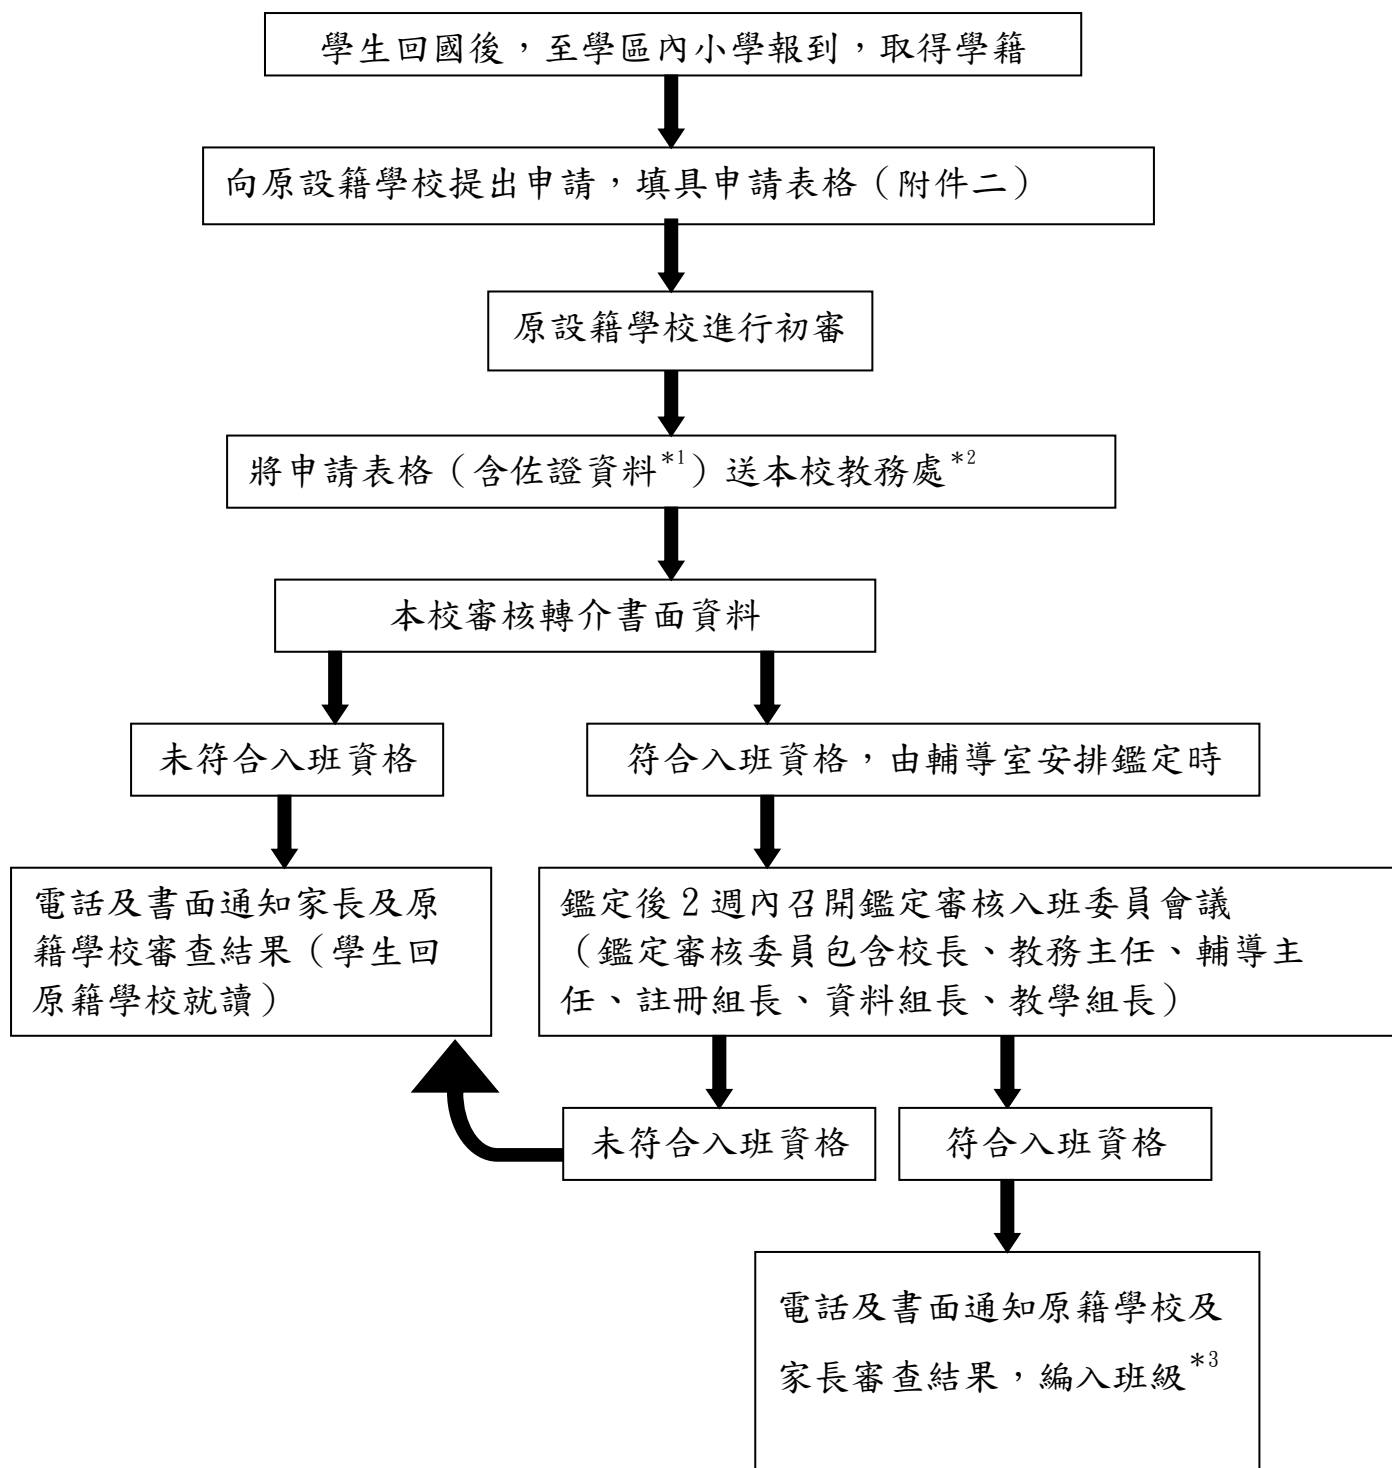 學生回國後，至學區內小學報到，取得學籍
向原設籍學校提出申請，填具申請表格（附件二）
原設籍學校進行初審
將申請表格（含佐證資料*1）送本校教務處*2
本校審核轉介書面資料
未符合入班資格
符合入班資格，由輔導室安排鑑定時
電話及書面通知家長及原
籍學校審查結果（學生回
原籍學校就讀）
鑑定後 2 週內召開鑑定審核入班委員會議
（鑑定審核委員包含校長、教務主任、輔導主
任、註冊組長、資料組長、教學組長）
未符合入班資格
符合入班資格
電話及書面通知原籍學校及
家長審查結果，編入班級*3